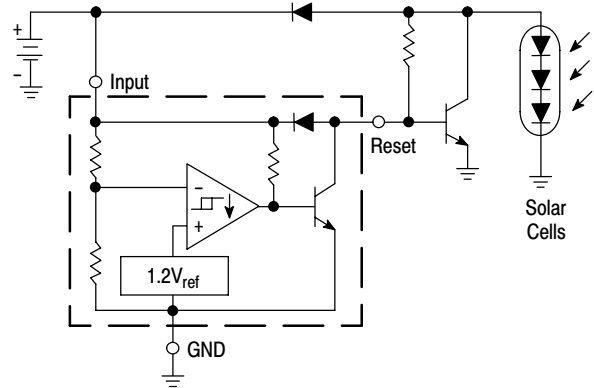 +
-
Input
Reset
−
+
1.2Vref
Solar
Cells
GND